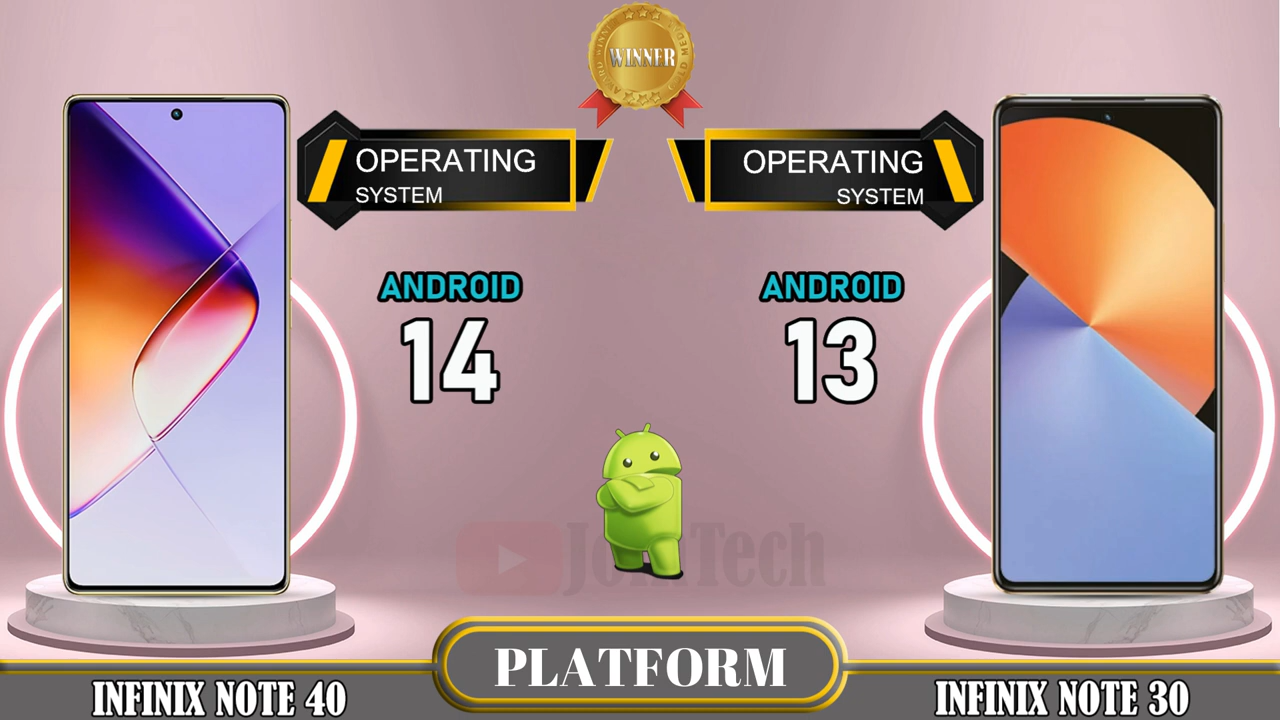 WINNER
OPERATING
SYSTEM
OPERATING
SYSTEM
ANDROID
14
ANDROID
13
PLATFORM
INFINIX NOTE 40
INFINIX NOTE 30